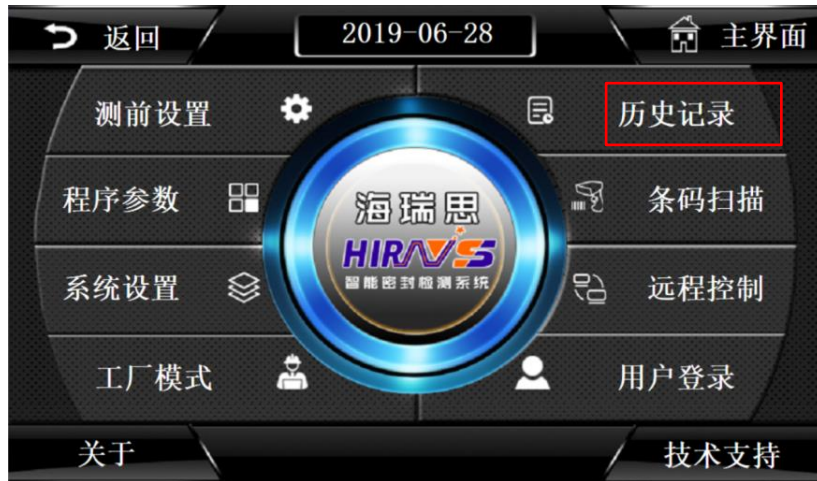 返回
2019-06-28
主界面
测前设置
历史记录
程序参数
条码扫描
海瑞思
HIRAYS
智能密封检测系统
系统设置
远程控制
工厂模式
用户登录
关于
技术支持